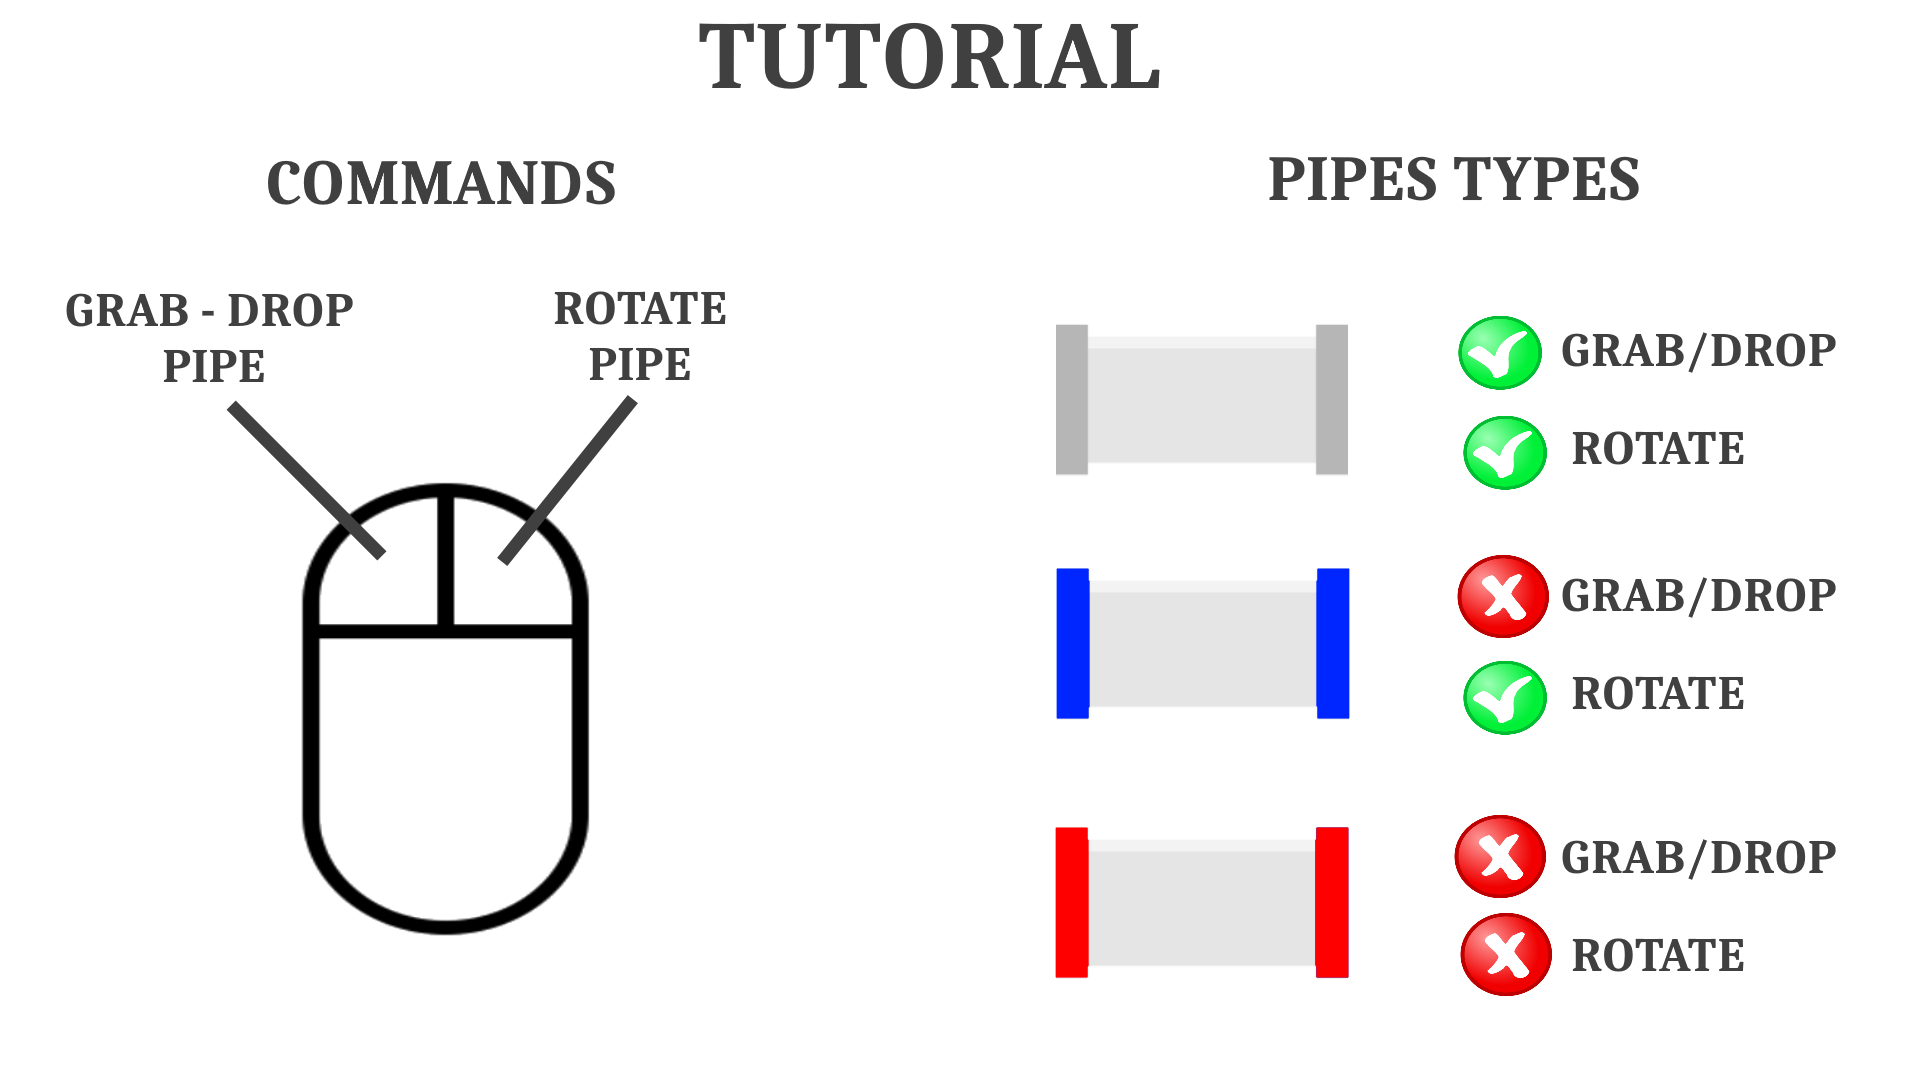 TUTORIAL
COMMANDS
GRAB - DROP
PIPE
ROTATE
PIPE
PIPES TYPES
GRAB/DROP
ROTATE
GRAB/DROP
ROTATE
GRAB/DROP
ROTATE